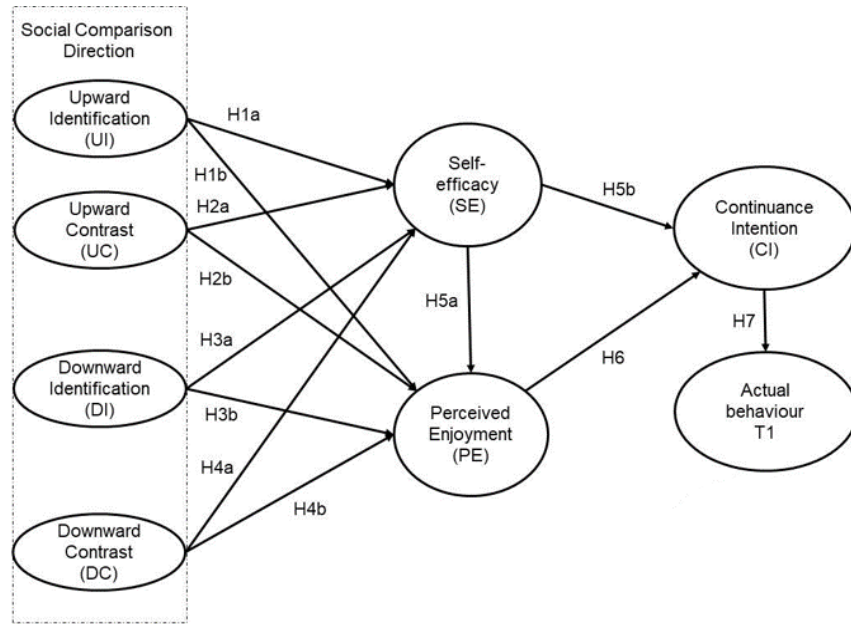 Social Comparison
Direction
Upward
Identification
(UI)
Upward
Contrast
(UC)
Downward
Identification
(DI)
Downward
Contrast
(DC)
H1a
H1b
H2a
H2b
H3a
H3b
H4a
H4b
Self-
efficacy
(SE)
H5a
Perceived
Enjoyment
(PE)
H5b
H6
Continuance
Intention
(CI)
H7
Actual
behaviour
T1